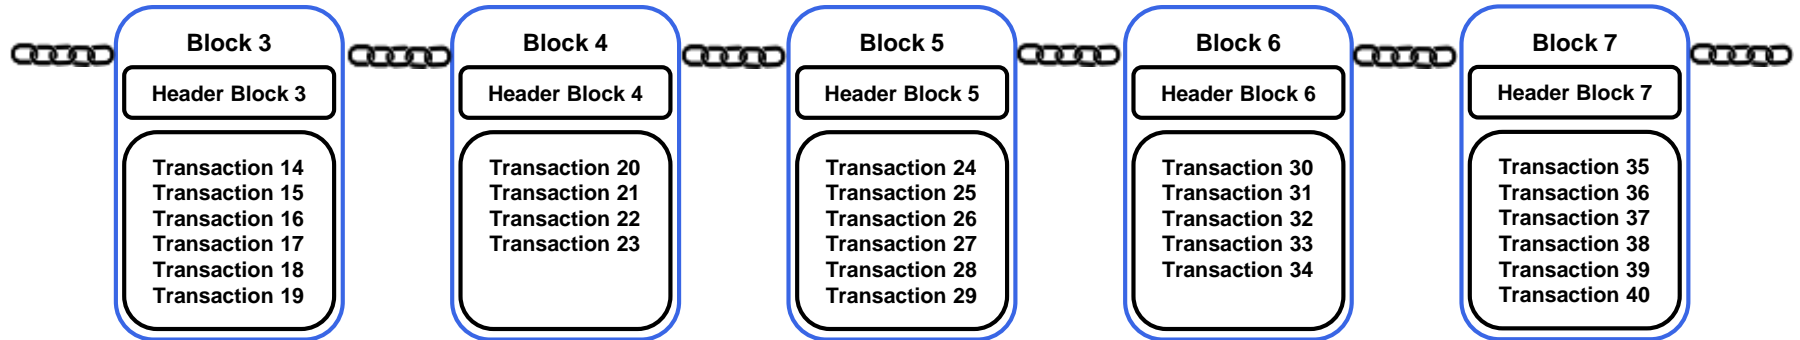 Block 3
Header Block 3
Transaction 14
Transaction 15
Transaction 16
Transaction 17
Transaction 18
Transaction 19
Block 4
Header Block 4
Transaction 20
Transaction 21
Transaction 22
Transaction 23
Block 5
Header Block 5
Transaction 24
Transaction 25
Transaction 26
Transaction 27
Transaction 28
Transaction 29
Block 6
Header Block 6
Transaction 30
Transaction 31
Transaction 32
Transaction 33
Transaction 34
Block 7
Header Block 7
Transaction 35
Transaction 36
Transaction 37
Transaction 38
Transaction 39
Transaction 40